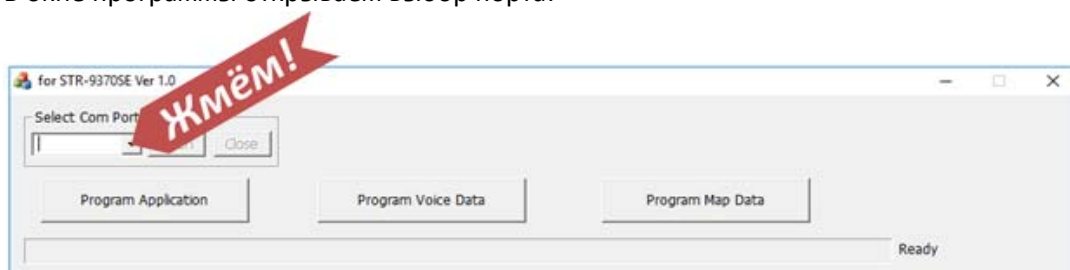 В окне программы открываем выбор порта:
Жмём!
for STR-9370SE Ver 1.0
Select Com Port
Close
Program Application
Program Voice Data
Program Map Data
Ready